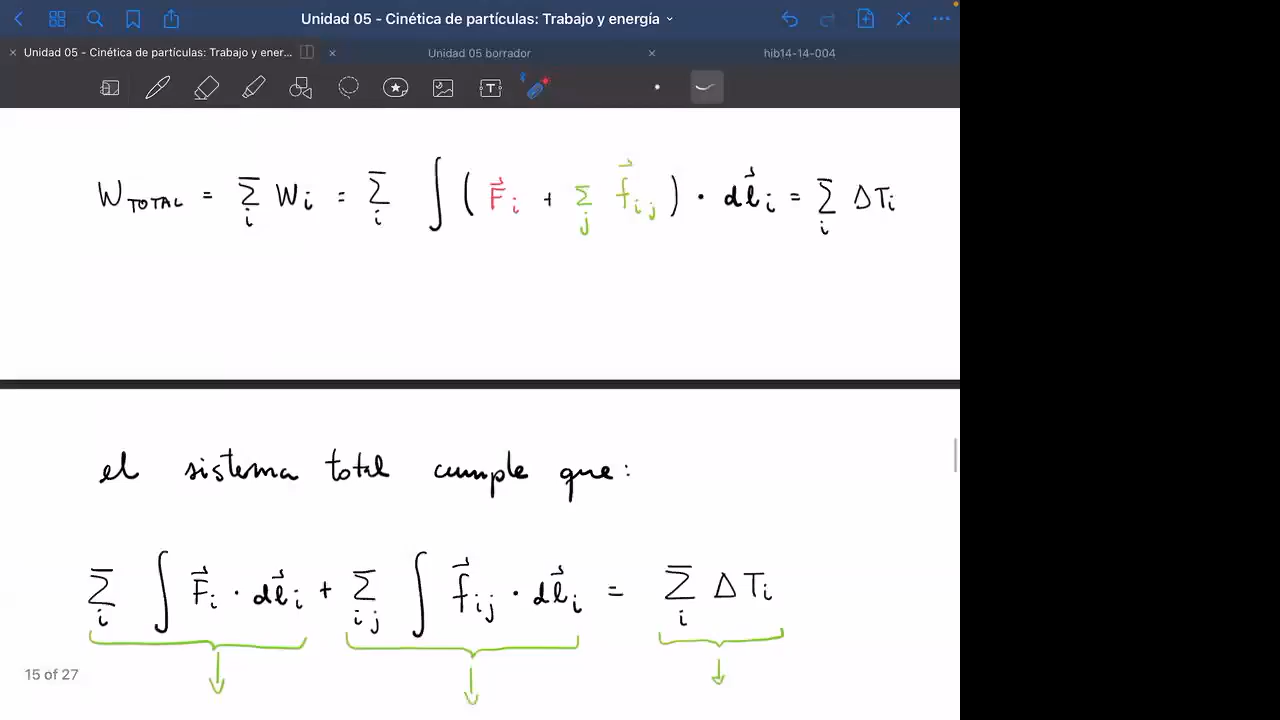 Unidad 05 - Cinética de partículas: Trabajo y energía
Unidad 05 - Cinética de partículas: Trabajo y ener...
Unidad 05 borrador
hib14-14-004
W_TOTAL = Σ_i W_i = Σ_i ∫ ( F⃗_i + Σ_j f⃗_ij ) · dl⃗_i = Σ_i ΔT_i
el sistema total cumple que:
Σ_i ∫ F⃗_i · dl⃗_i + Σ_ij ∫ f⃗_ij · dl⃗_i = Σ_i Δ T_i
15 of 27